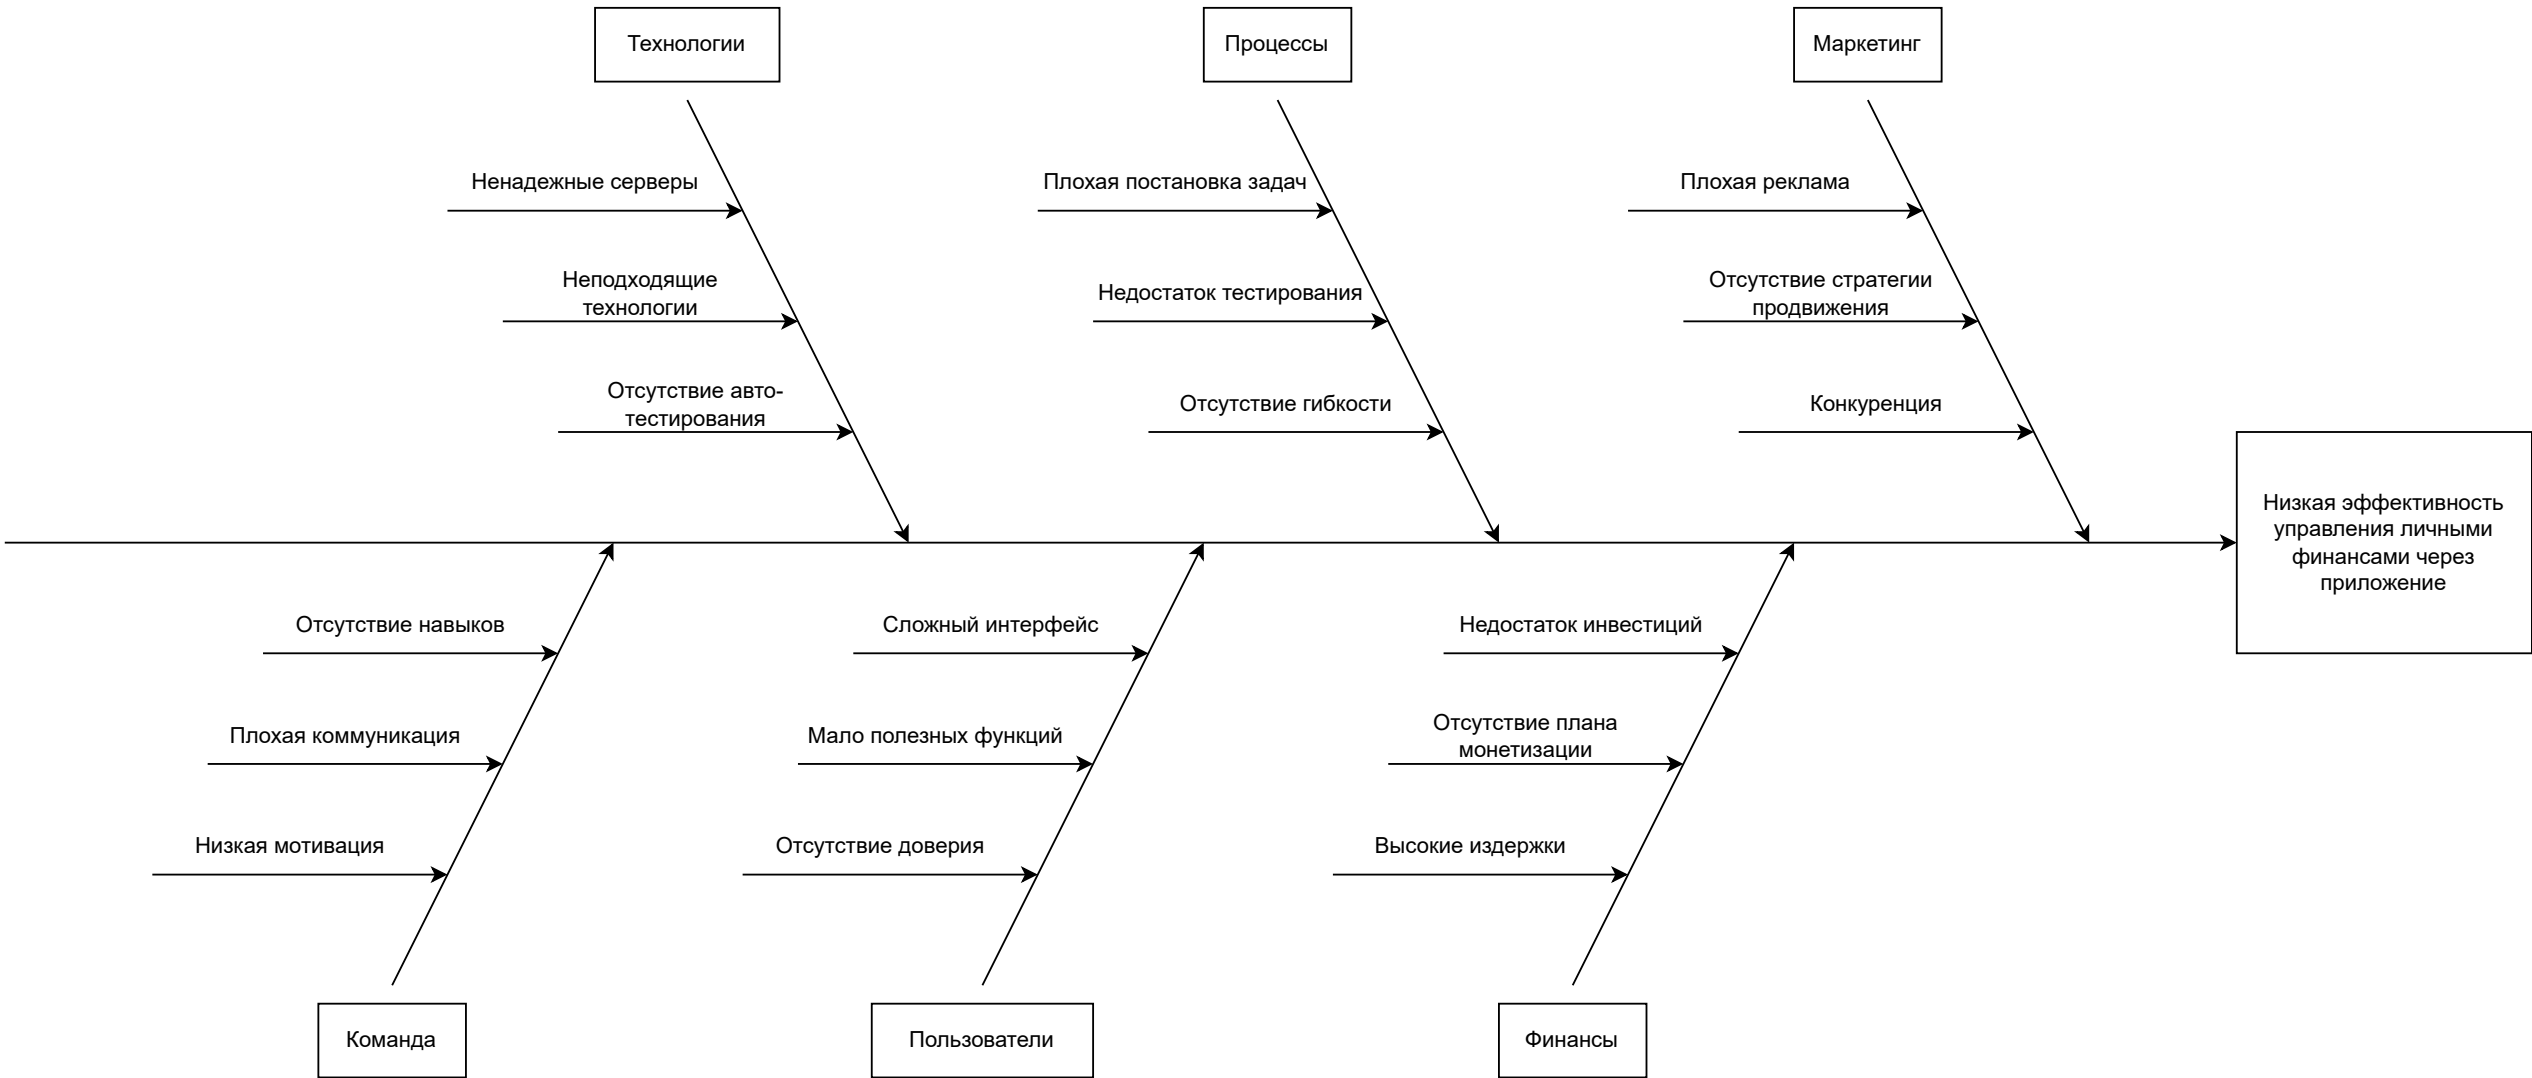 Технологии
Процессы
Маркетинг
Ненадежные серверы
Плохая постановка задач
Плохая реклама
Неподходящие
технологии
Недостаток тестирования
Отсутствие стратегии
продвижения
Отсутствие авто-
тестирования
Отсутствие гибкости
Конкуренция
Низкая эффективность
управления личными
финансами через
приложение
Отсутствие навыков
Сложный интерфейс
Недостаток инвестиций
Плохая коммуникация
Мало полезных функций
Отсутствие плана
монетизации
Низкая мотивация
Отсутствие доверия
Высокие издержки
Команда
Пользователи
Финансы